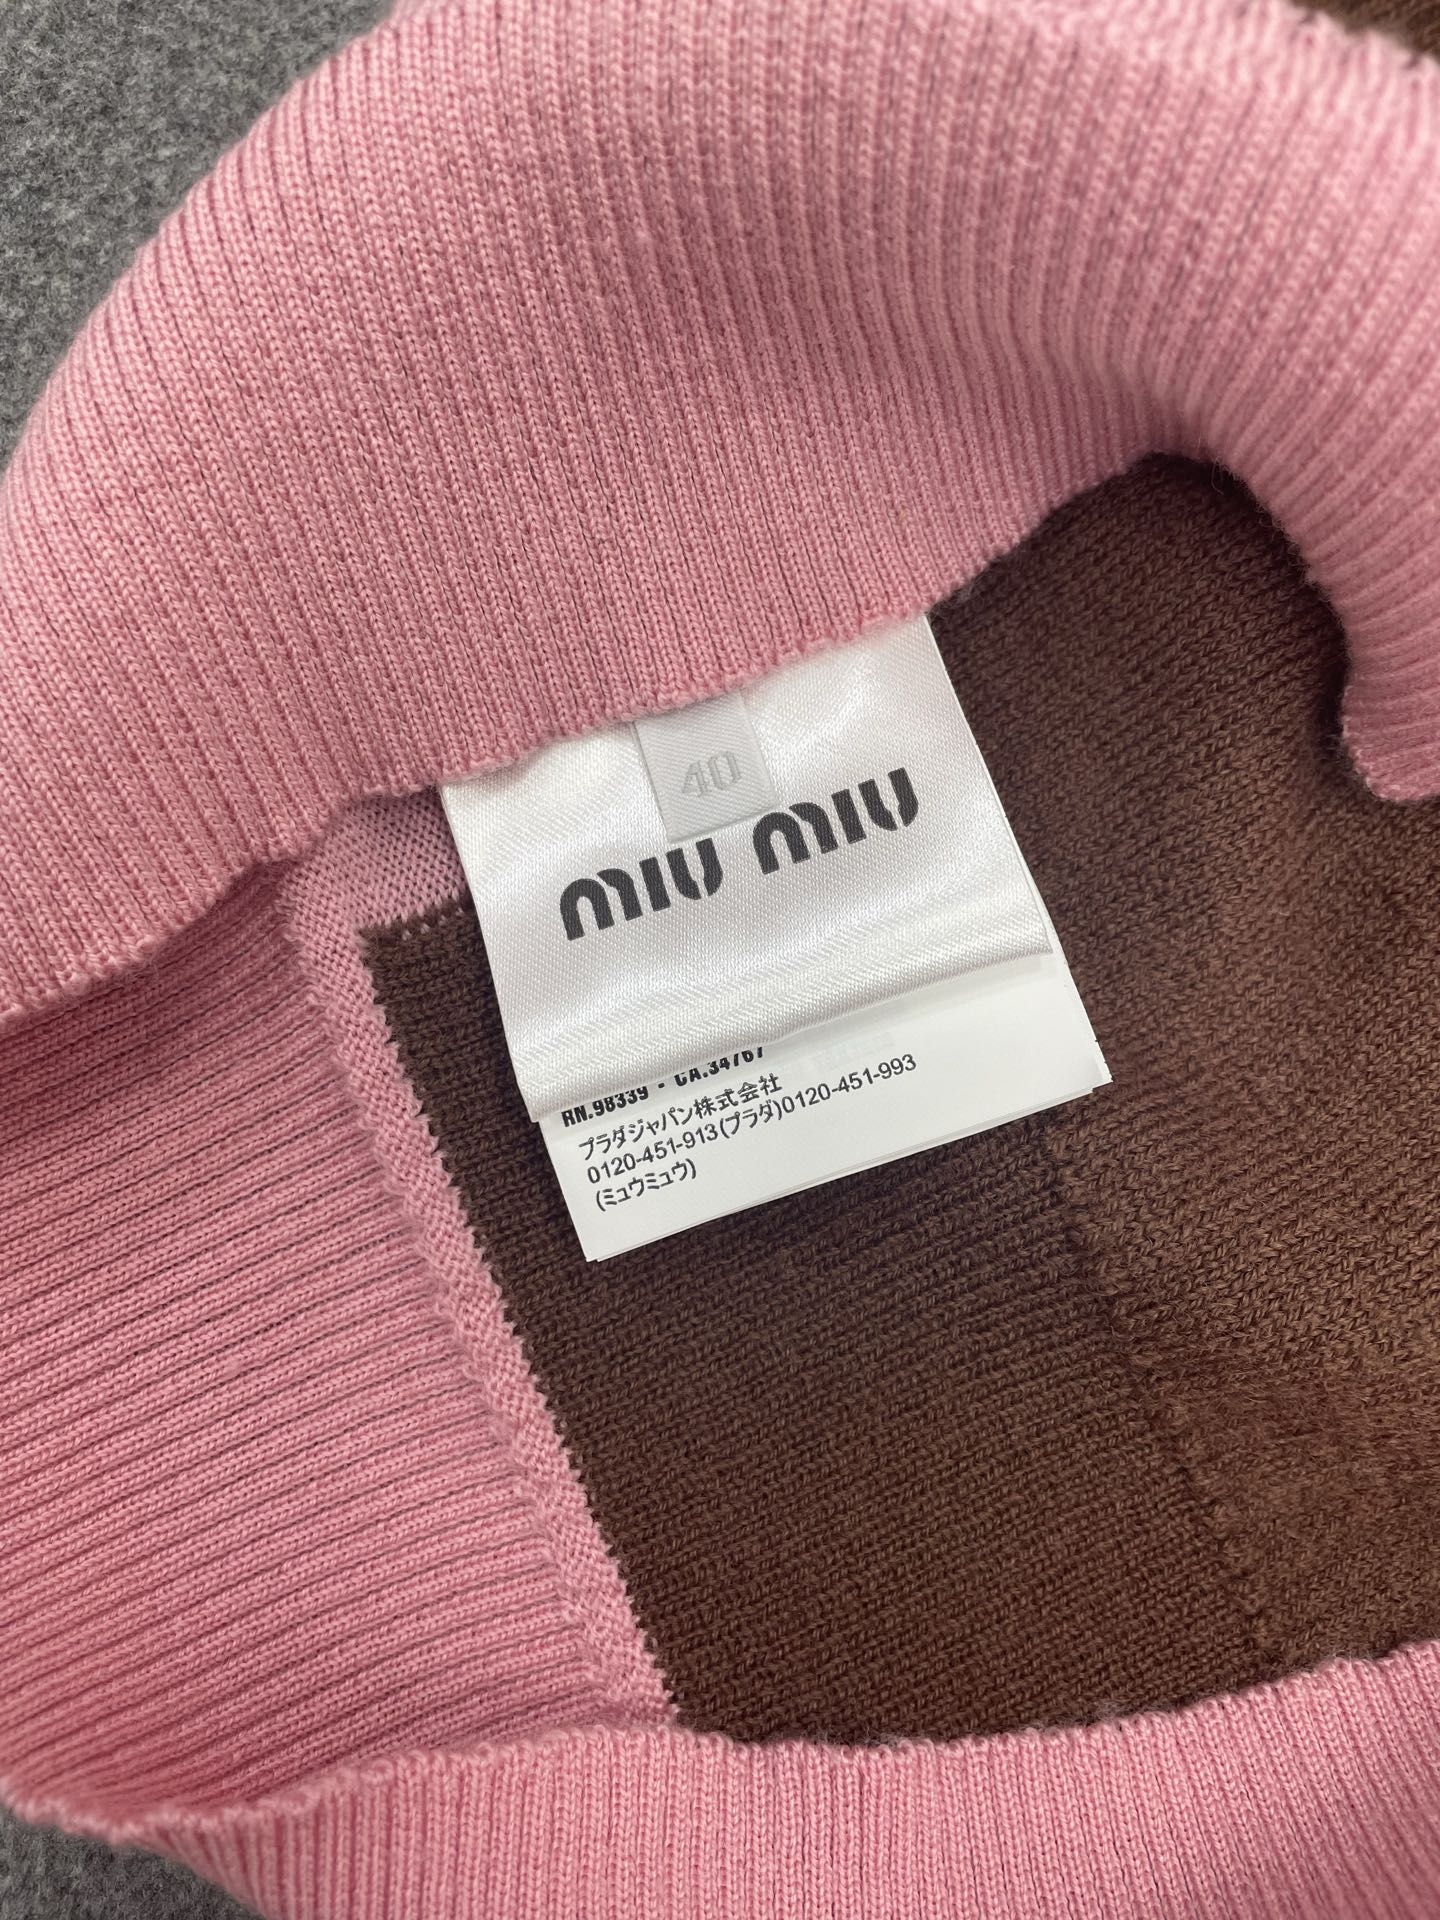 40
miu miu
RN.98339 - CA.34767
プラダジャパン株式会社
0120-451-913(プラダ)0120-451-993
(ミュウミュウ)